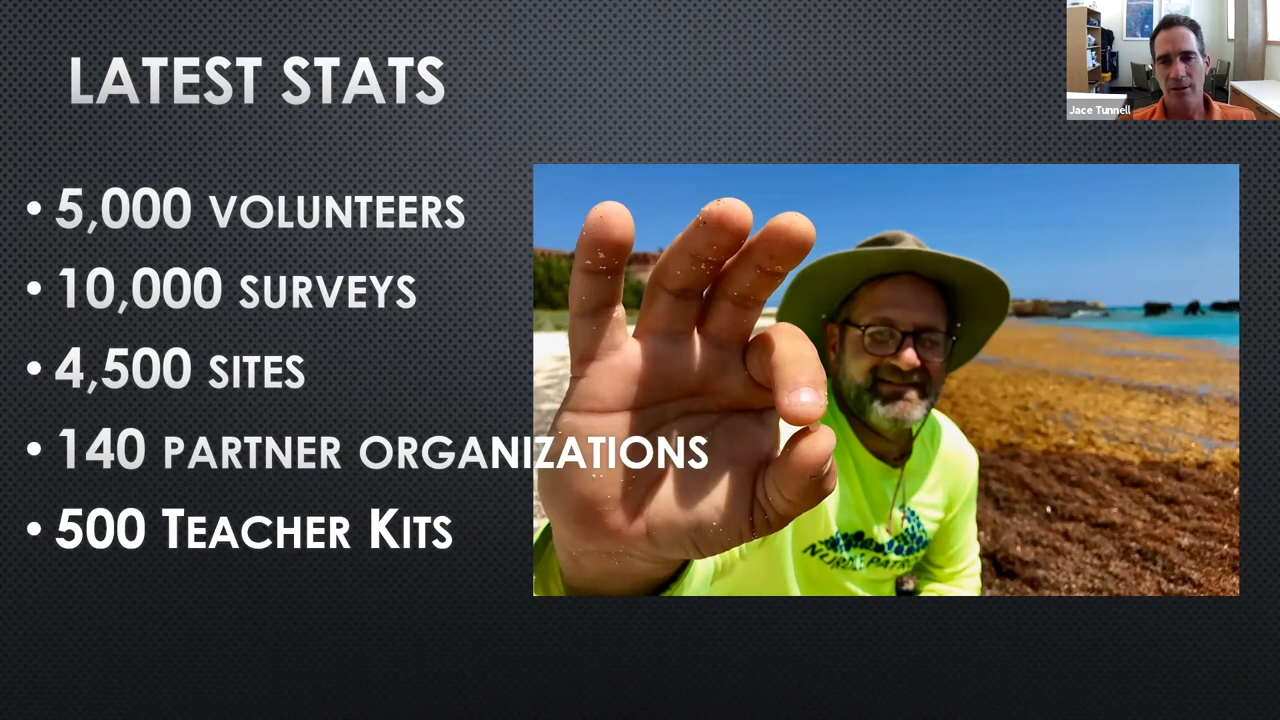 LATEST STATS
Jace Tunnell
• 5,000 VOLUNTEERS
• 10,000 SURVEYS
• 4,500 SITES
• 140 PARTNER ORGANIZATIONS
• 500 TEACHER KITS